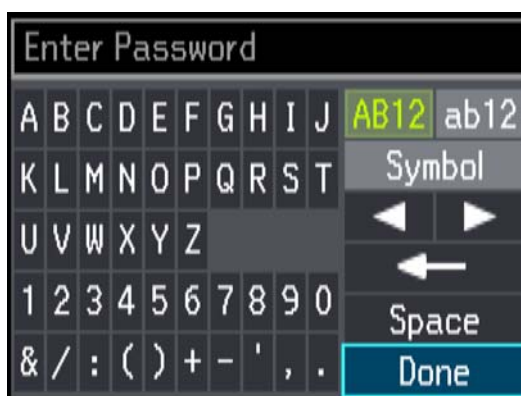 Enter Password
A B C D E F G H I J AB12 ab12
K L M N O P Q R S T Symbol
U V W X Y Z
1 2 3 4 5 6 7 8 9 0 Space
& / : ( ) + - ' , . Done